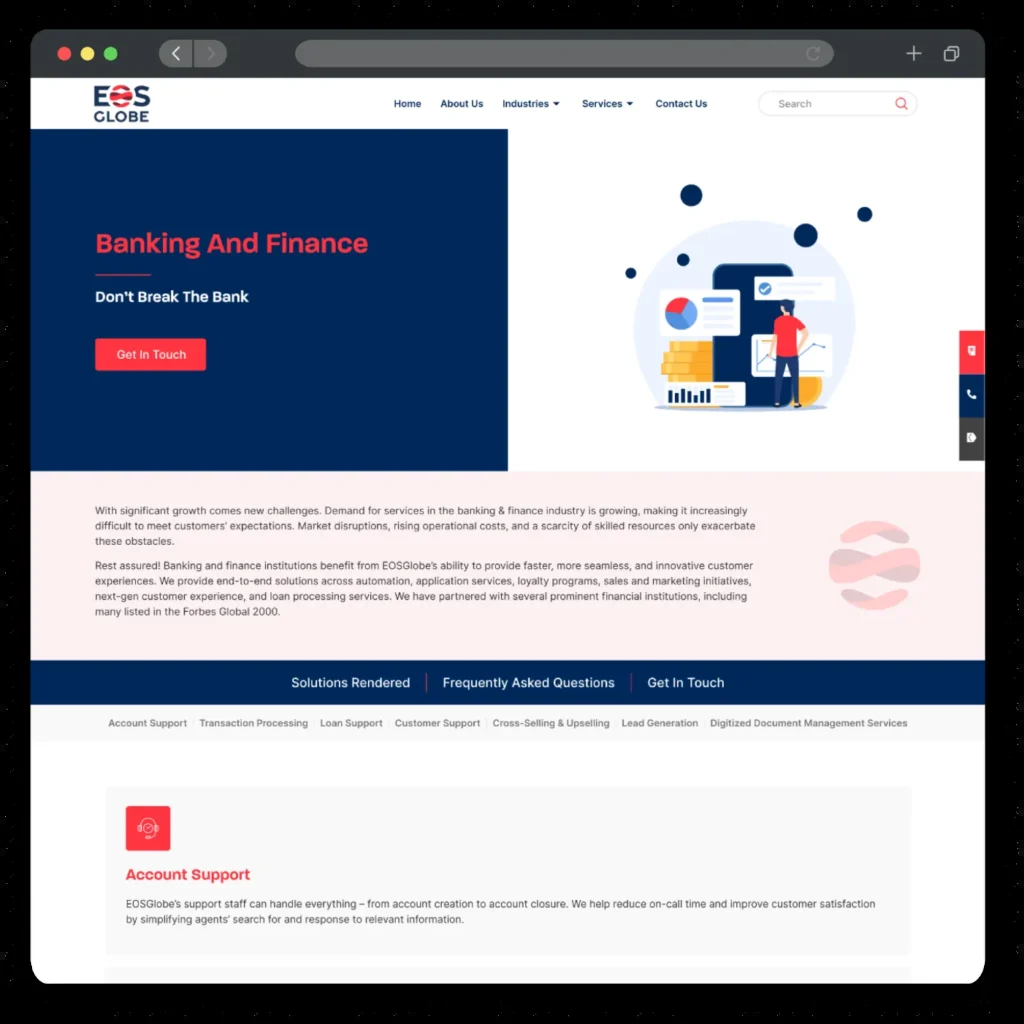 EOS
GLOBE
Home
About Us
Industries
Services
Contact Us
Search
Banking And Finance
Don't Break The Bank
Get In Touch
With significant growth comes new challenges. Demand for services in the banking & finance industry is growing, making it increasingly
difficult to meet customers' expectations. Market disruptions, rising operational costs, and a scarcity of skilled resources only exacerbate
these obstacles.
Rest assured! Banking and finance institutions benefit from EOSGlobe's ability to provide faster, more seamless, and innovative customer
experiences. We provide end-to-end solutions across automation, application services, loyalty programs, sales and marketing initiatives,
next-gen customer experience, and loan processing services. We have partnered with several prominent financial institutions, including
many listed in the Forbes Global 2000.
Solutions Rendered
Frequently Asked Questions
Get In Touch
Account Support
Transaction Processing
Loan Support
Customer Support
Cross-Selling & Upselling
Lead Generation
Digitized Document Management Services
Account Support
EOSGlobe's support staff can handle everything – from account creation to account closure. We help reduce on-call time and improve customer satisfaction
by simplifying agents' search for and response to relevant information.